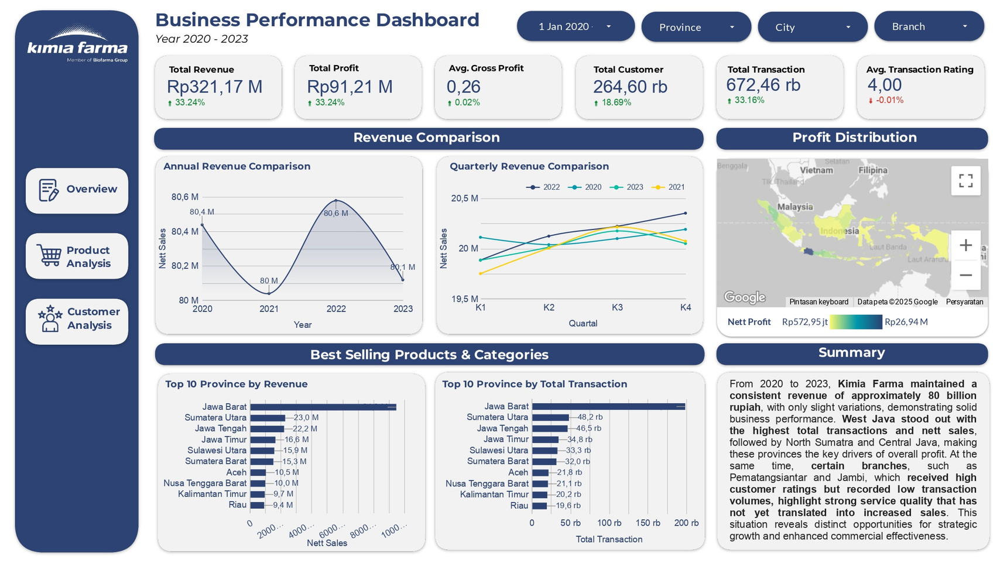 kimia farma
Member of Biofarma Group
Overview
Product
Analysis
Customer
Analysis
Business Performance Dashboard
Year 2020 - 2023
1 Jan 2020 ·
Province
City
Branch
Total Revenue
Rp321,17 M
33.24%
Total Profit
Rp91,21 M
33.24%
Avg. Gross Profit
0,26
0.02%
Total Customer
264,60 rb
18.69%
Total Transaction
672,46 rb
33.16%
Avg. Transaction Rating
4,00
-0.01%
Revenue Comparison
Annual Revenue Comparison
80,6 M
80,4 M
80,2 M
80 M
80,4 M
80 M
80,6 M
80,1 M
2020
2021
2022
2023
Nett Sales
Year
Quarterly Revenue Comparison
2022
2020
2023
2021
20,5 M
20 M
19,5 M
K1
K2
K3
K4
Nett Sales
Quartal
Profit Distribution
Benggala
Selatan
Vietnam
Filipina
Tlk. Thailand
Malaysia
Indonesia
Laut Banda
Laut Arafuru
Google
Pintasan keyboard
Data peta ©2025 Google
Persyaratan
Nett Profit
Rp572,95 jt
Rp26,94 M
Best Selling Products & Categories
Top 10 Province by Revenue
Jawa Barat
Sumatera Utara 23,0 M
Jawa Tengah 22,2 M
Jawa Timur 16,6 M
Sulawesi Utara 15,9 M
Sumatera Barat 15,3 M
Aceh 10,5 M
Nusa Tenggara Barat 10,0 M
Kalimantan Timur 9,7 M
Riau 9,4 M
0
2000...
4000...
6000...
8000...
1000...
Nett Sales
Top 10 Province by Total Transaction
Jawa Barat
Sumatera Utara 48,2 rb
Jawa Tengah 46,5 rb
Jawa Timur 34,8 rb
Sulawesi Utara 33,3 rb
Sumatera Barat 32,0 rb
Aceh 21,8 rb
Nusa Tenggara Barat 21,1 rb
Kalimantan Timur 20,2 rb
Riau 19,6 rb
0
50 rb
100 rb
150 rb
200 rb
Total Transaction
Summary
From 2020 to 2023, Kimia Farma maintained a
consistent revenue of approximately 80 billion
rupiah, with only slight variations, demonstrating solid
business performance. West Java stood out with
the highest total transactions and nett sales,
followed by North Sumatra and Central Java, making
these provinces the key drivers of overall profit. At the
same time, certain branches, such as
Pematangsiantar and Jambi, which received high
customer ratings but recorded low transaction
volumes, highlight strong service quality that has
not yet translated into increased sales. This
situation reveals distinct opportunities for strategic
growth and enhanced commercial effectiveness.